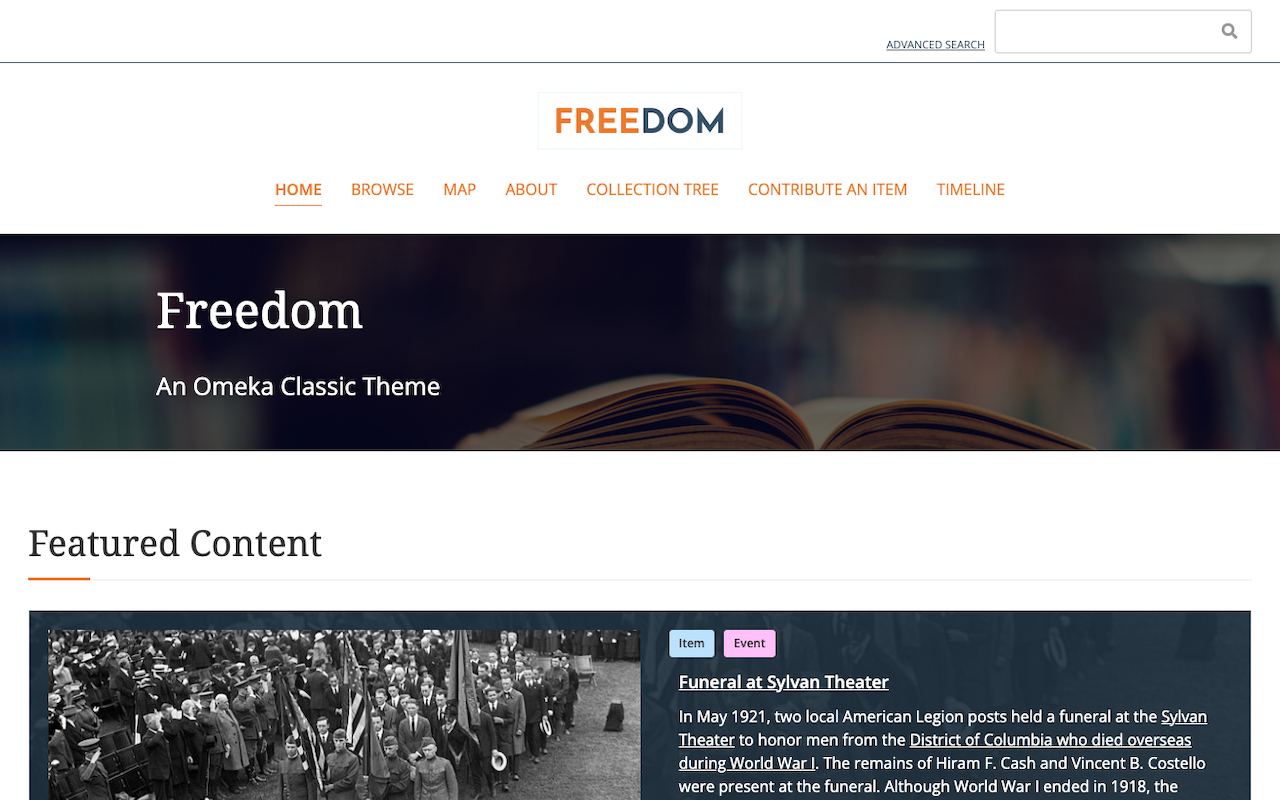 ADVANCED SEARCH
FREEDOM
HOME BROWSE MAP ABOUT COLLECTION TREE CONTRIBUTE AN ITEM TIMELINE
Freedom
An Omeka Classic Theme
Featured Content
Item Event
Funeral at Sylvan Theater
In May 1921, two local American Legion posts held a funeral at the Sylvan
Theater to honor men from the District of Columbia who died overseas
during World War I. The remains of Hiram F. Cash and Vincent B. Costello
were present at the funeral. Although World War I ended in 1918, the